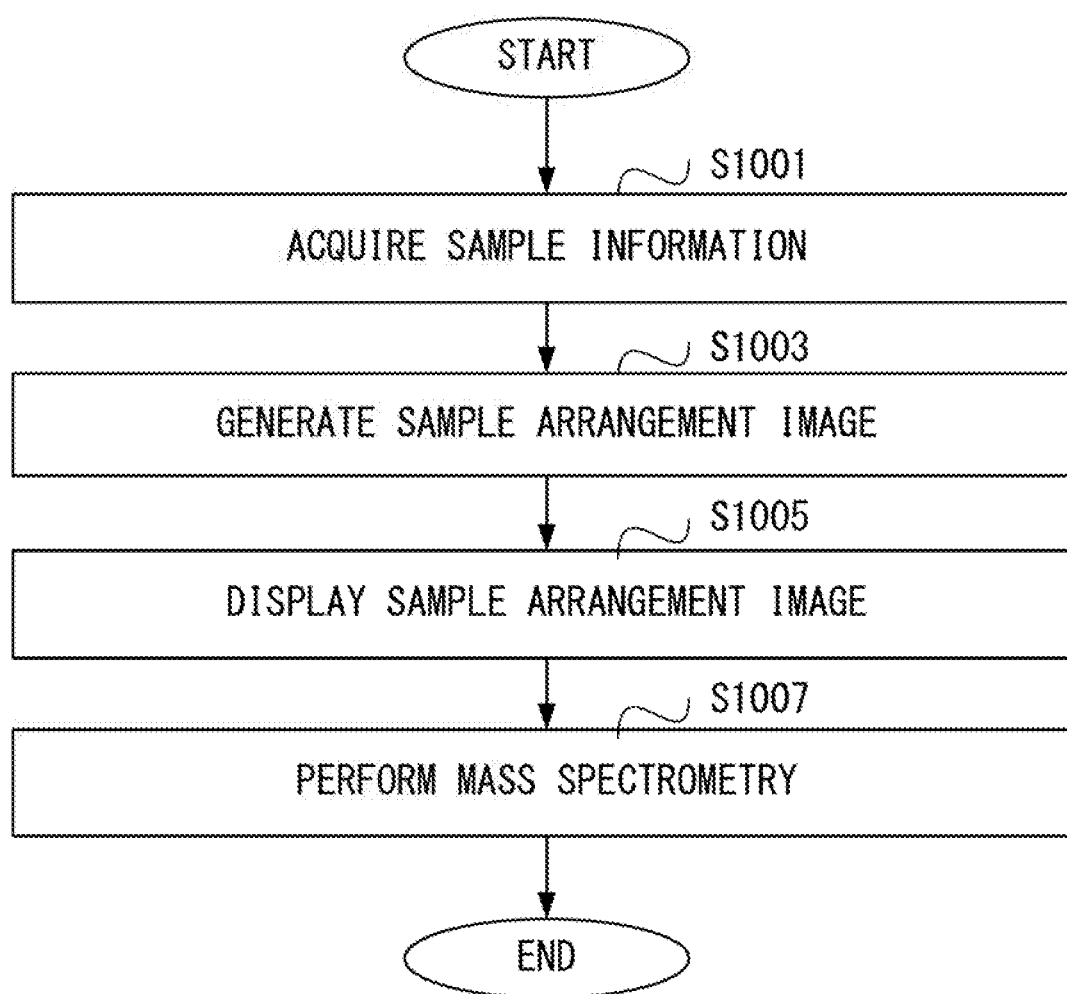 START
S1001
ACQUIRE SAMPLE INFORMATION
S1003
GENERATE SAMPLE ARRANGEMENT IMAGE
S1005
DISPLAY SAMPLE ARRANGEMENT IMAGE
S1007
PERFORM MASS SPECTROMETRY
END